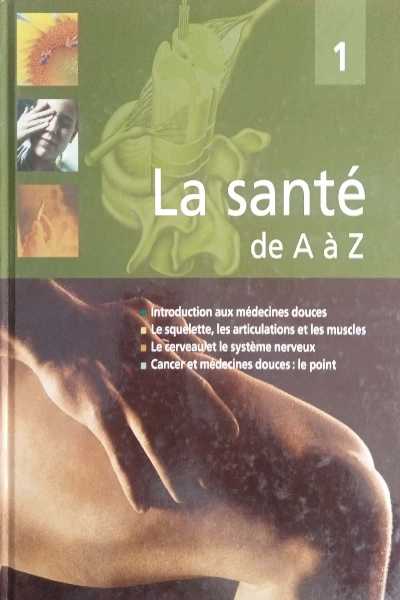 1
La santé
de A à Z
Introduction aux médecines douces
Le squelette, les articulations et les muscles
Le cerveau et le système nerveux
Cancer et médecines douces : le point